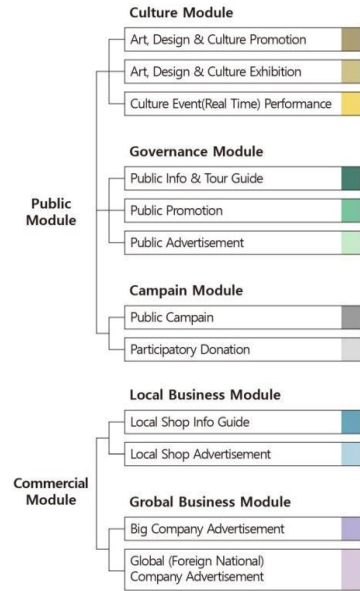 Culture Module
Art, Design & Culture Promotion
Art, Design & Culture Exhibition
Culture Event(Real Time) Performance
Governance Module
Public Info & Tour Guide
Public
Module
Public Promotion
Public Advertisement
Campain Module
Public Campain
Participatory Donation
Local Business Module
Local Shop Info Guide
Local Shop Advertisement
Commercial
Module
Grobal Business Module
Big Company Advertisement
Global (Foreign National)
Company Advertisement